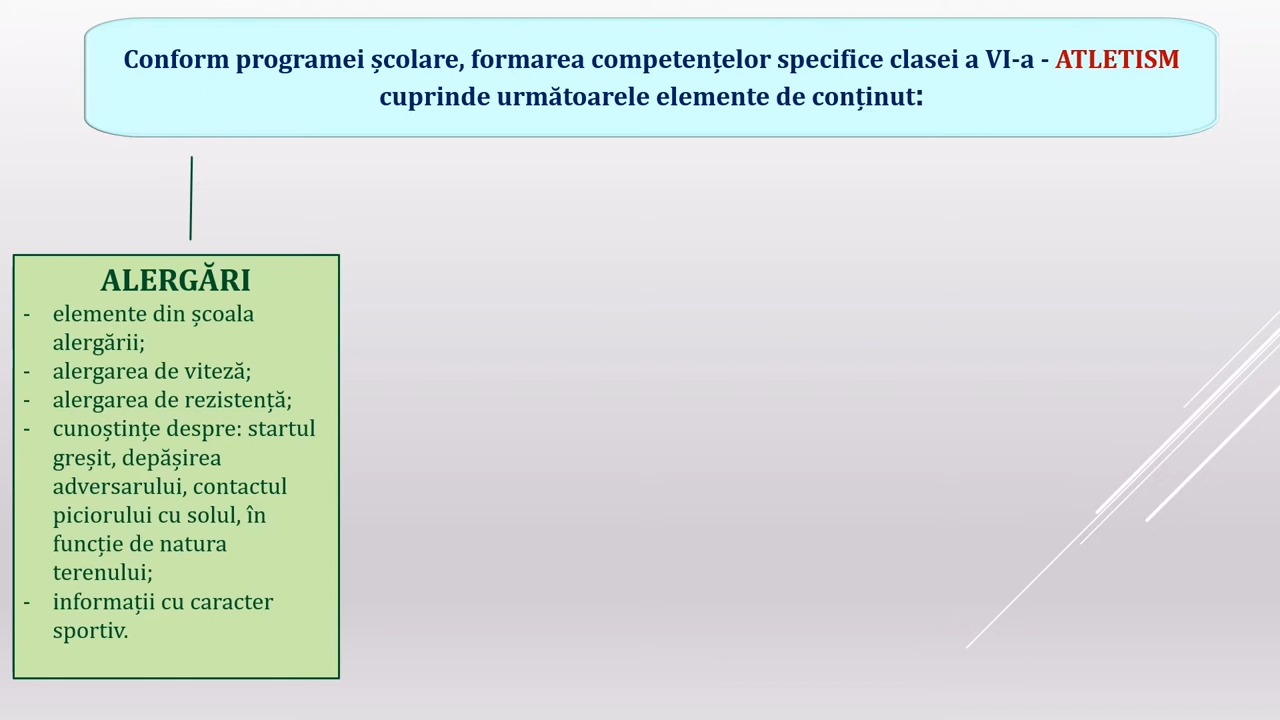 Conform programei școlare, formarea competențelor specifice clasei a VI-a - ATLETISM
cuprinde următoarele elemente de conținut:
ALERGĂRI
- elemente din școala
alergării;
- alergarea de viteză;
- alergarea de rezistență;
- cunoștințe despre: startul
greșit, depășirea
adversarului, contactul
piciorului cu solul, în
funcție de natura
terenului;
- informații cu caracter
sportiv.